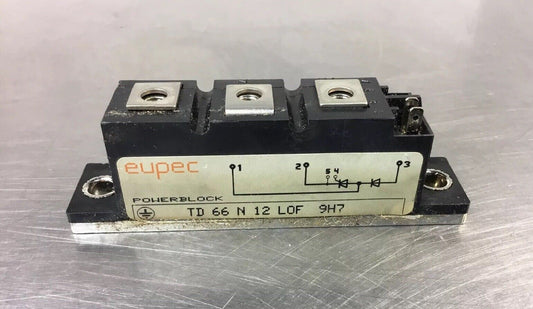 eupec
1 2 5 4 3
POWERBLOCK
TD 66 N 12 LOF 9H7